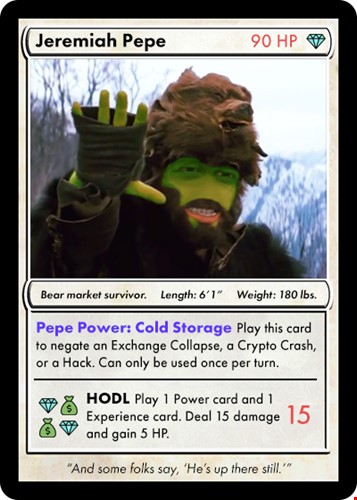 Jeremiah Pepe 90 HP
Bear market survivor. Length: 6'1" Weight: 180 lbs.
Pepe Power: Cold Storage Play this card
to negate an Exchange Collapse, a Crypto Crash,
or a Hack. Can only be used once per turn.
HODL Play 1 Power card and 1
Experience card. Deal 15 damage 15
and gain 5 HP.
"And some folks say, 'He's up there still.'"